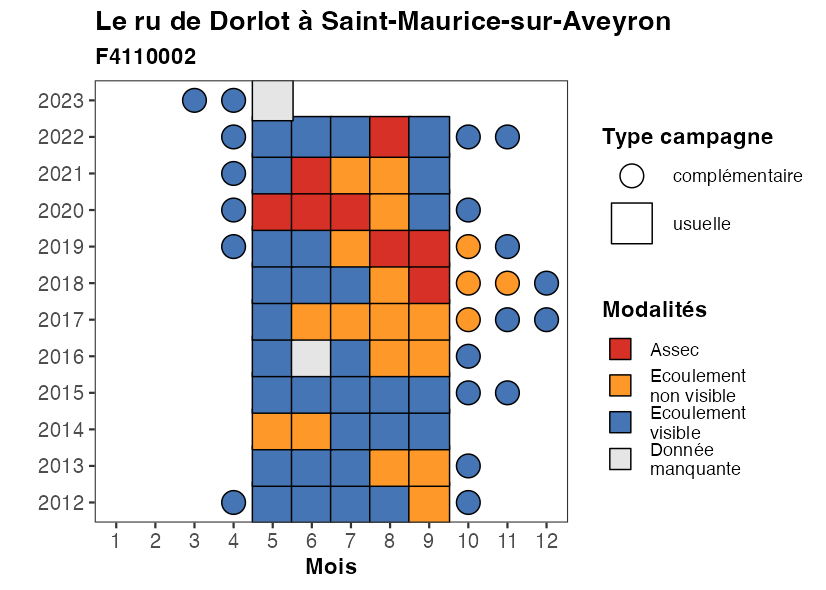 Le ru de Dorlot à Saint-Maurice-sur-Aveyron
F4110002
2023
2022
2021
2020
2019
2018
2017
2016
2015
2014
2013
2012
1 2 3 4 5 6 7 8 9 10 11 12
Mois
Type campagne
complémentaire
usuelle
Modalités
Assec
Ecoulement
non visible
Ecoulement
visible
Donnée
manquante